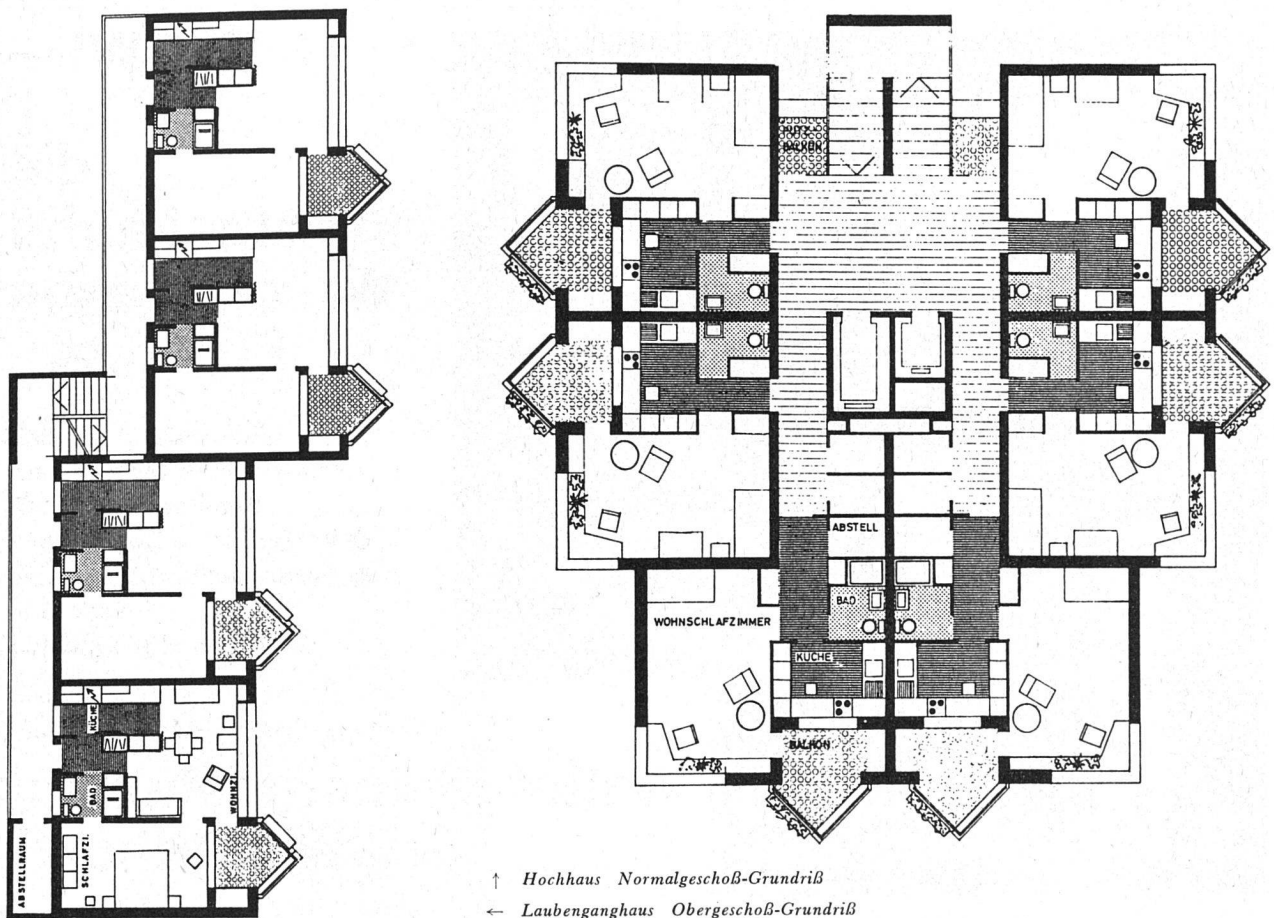 PUTZ-
BALKON
ABSTELL
BAD
WOHNSCHLAFZIMMER
KÜCHE
BALKON
KÜCHE
BAD
WOHNZI.
SCHLAFZI.
ABSTELLRAUM
↑ Hochhaus Normalgeschoß-Grundriß
← Laubenganghaus Obergeschoß-Grundriß